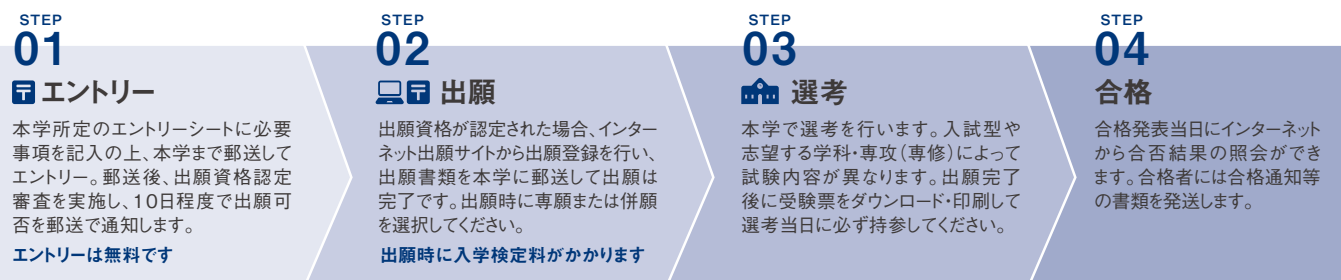 STEP
01
エントリー
本学所定のエントリーシートに必要
事項を記入の上、本学まで郵送して
エントリー。郵送後、出願資格認定
審査を実施し、10日程度で出願可
否を郵送で通知します。
エントリーは無料です
STEP
02
出願
出願資格が認定された場合、インター
ネット出願サイトから出願登録を行い、
出願書類を本学に郵送して出願は
完了です。出願時に専願または併願
を選択してください。
出願時に入学検定料がかかります
STEP
03
選考
本学で選考を行います。入試型や
志望する学科・専攻(専修)によって
試験内容が異なります。出願完了
後に受験票をダウンロード・印刷して
選考当日に必ず持参してください。
STEP
04
合格
合格発表当日にインターネット
から合否結果の照会ができ
ます。合格者には合格通知等
の書類を発送します。